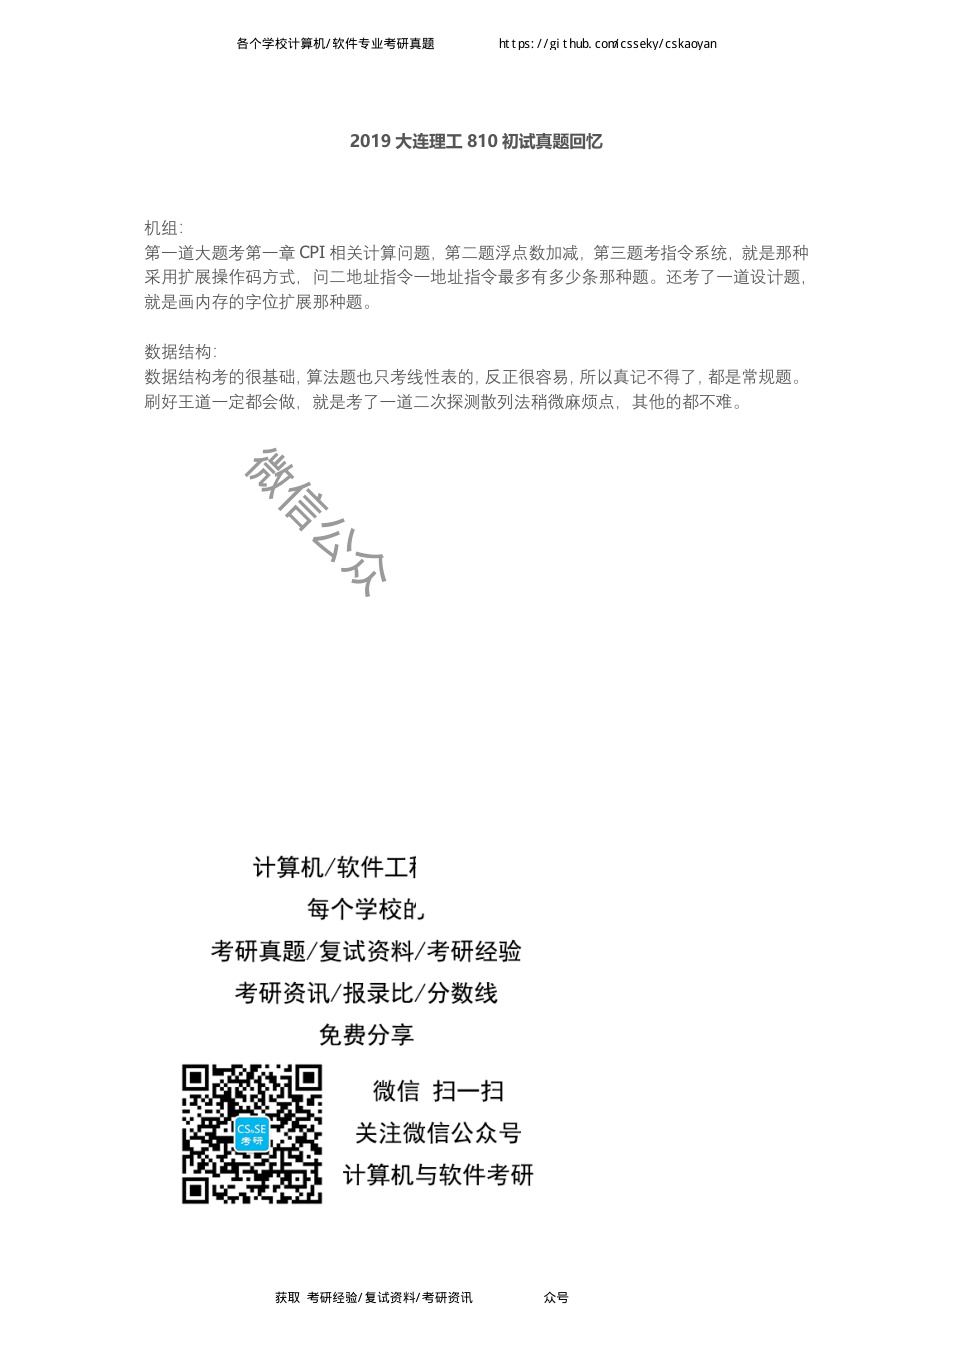 各个学校计算机/软件专业考研真题 https://github.com/csseky/cskaoyan
2019 大连理工 810 初试真题回忆
机组：
第一道大题考第一章 CPI 相关计算问题，第二题浮点数加减，第三题考指令系统，就是那种
采用扩展操作码方式，问二地址指令一地址指令最多有多少条那种题。还考了一道设计题，
就是画内存的字位扩展那种题。
数据结构：
数据结构考的很基础，算法题也只考线性表的，反正很容易，所以真记不得了，都是常规题。
刷好王道一定都会做，就是考了一道二次探测散列法稍微麻烦点，其他的都不难。
微信公众
计算机/软件工
每个学校的
考研真题/复试资料/考研经验
考研资讯/报录比/分数线
免费分享
CS&SE
考研
微信 扫一扫
关注微信公众号
计算机与软件考研
获取 考研经验/复试资料/考研资讯 众号